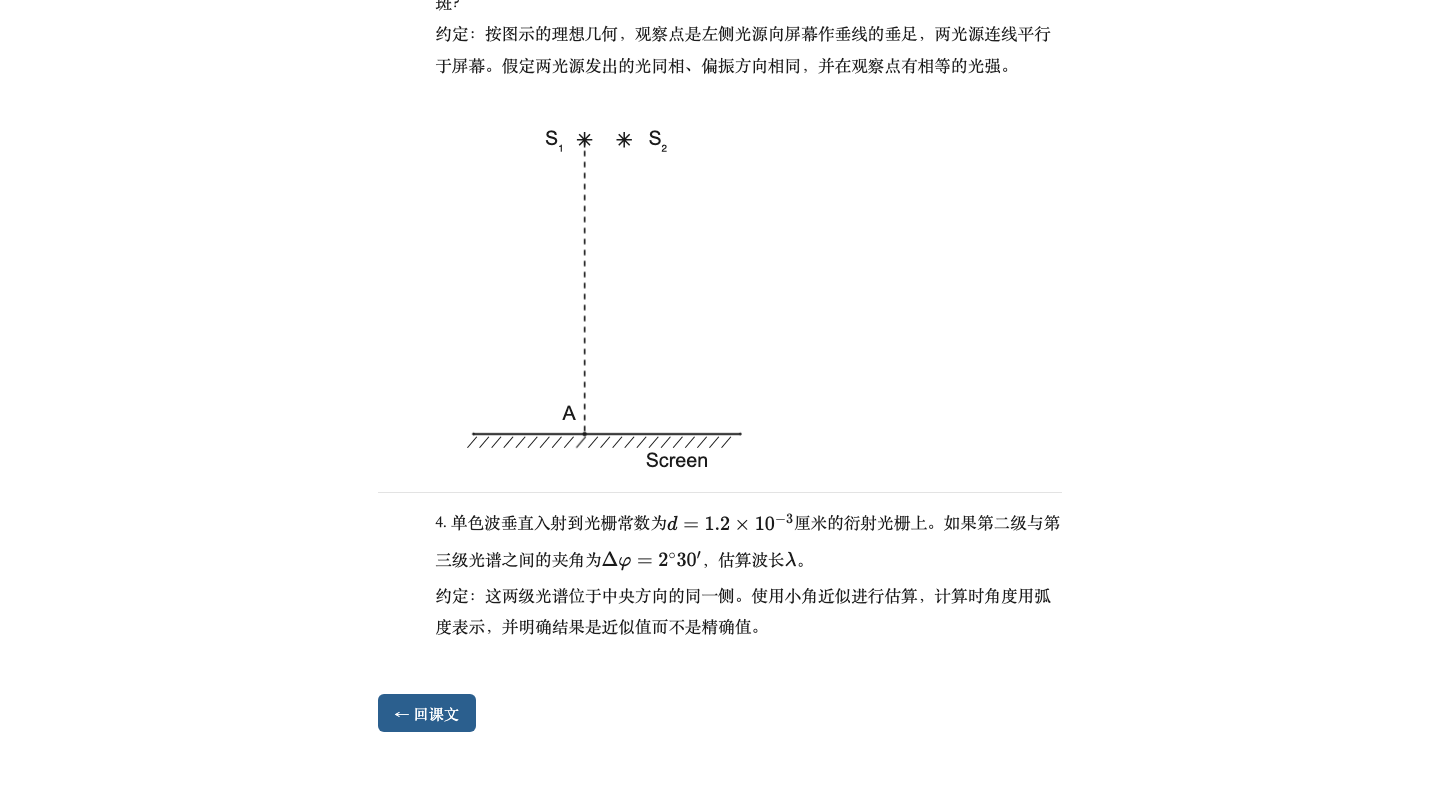 斑？
约定：按图示的理想几何，观察点是左侧光源向屏幕作垂线的垂足，两光源连线平行
于屏幕。假定两光源发出的光同相、偏振方向相同，并在观察点有相等的光强。
S₁ S₂
A
Screen
4. 单色波垂直入射到光栅常数为d = 1.2 × 10⁻³厘米的衍射光栅上。如果第二级与第
三级光谱之间的夹角为Δφ = 2°30′，估算波长λ。
约定：这两级光谱位于中央方向的同一侧。使用小角近似进行估算，计算时角度用弧
度表示，并明确结果是近似值而不是精确值。
← 回课文